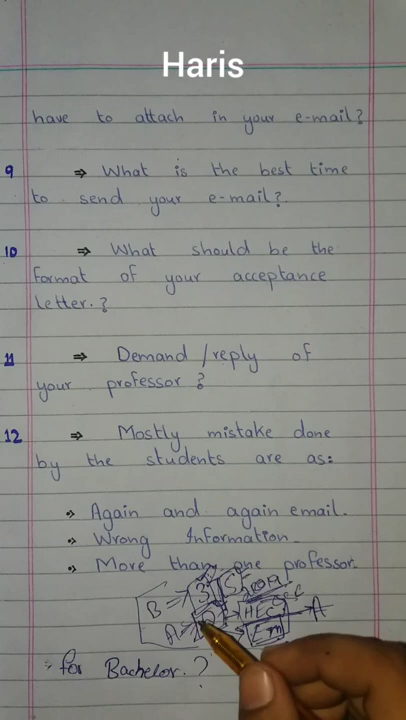 Haris
have to attach in your e-mail?
9 ⇒ What is the best time
to send your e-mail?
10 ⇒ What should be the
format of your acceptance
letter.?
11 ⇒ Demand/reply of
your professor?
12 ⇒ Mostly mistake done
by the students are as:
Again and again email.
Wrong Information.
More than one professor.
B = 3
A
for Bachelor.?